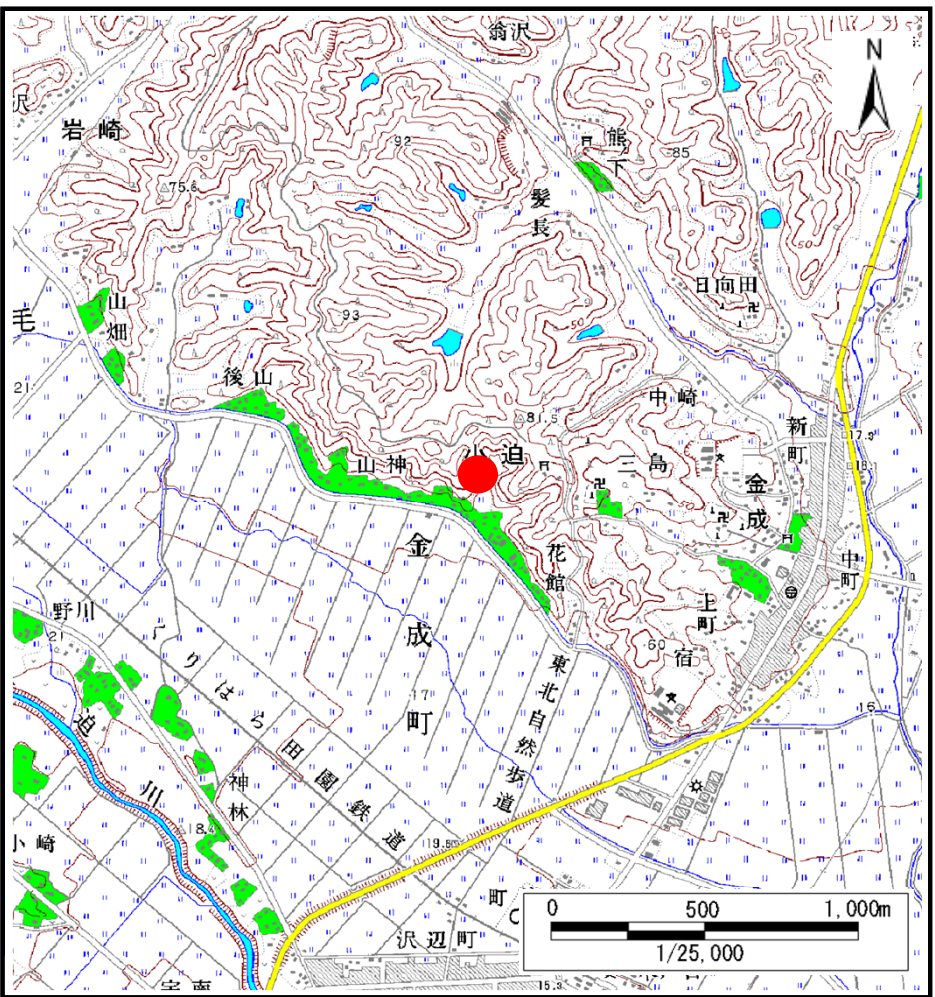 翁沢
N
沢
岩崎
92
熊下
85
75.6
髪長
50
日向田
山畑
毛
93
50
21
後山
中崎
81.5
新町
17.9
小迫
三島
18.1
山神
金成
金成町
花館
中町
上町
野川
21
60
宿
くりはら田園鉄道
東北自然歩道
17
迫川
16
神林
18.4
小崎
19.6
町
0 500 1,000m
沢辺町
1/25,000
15.3